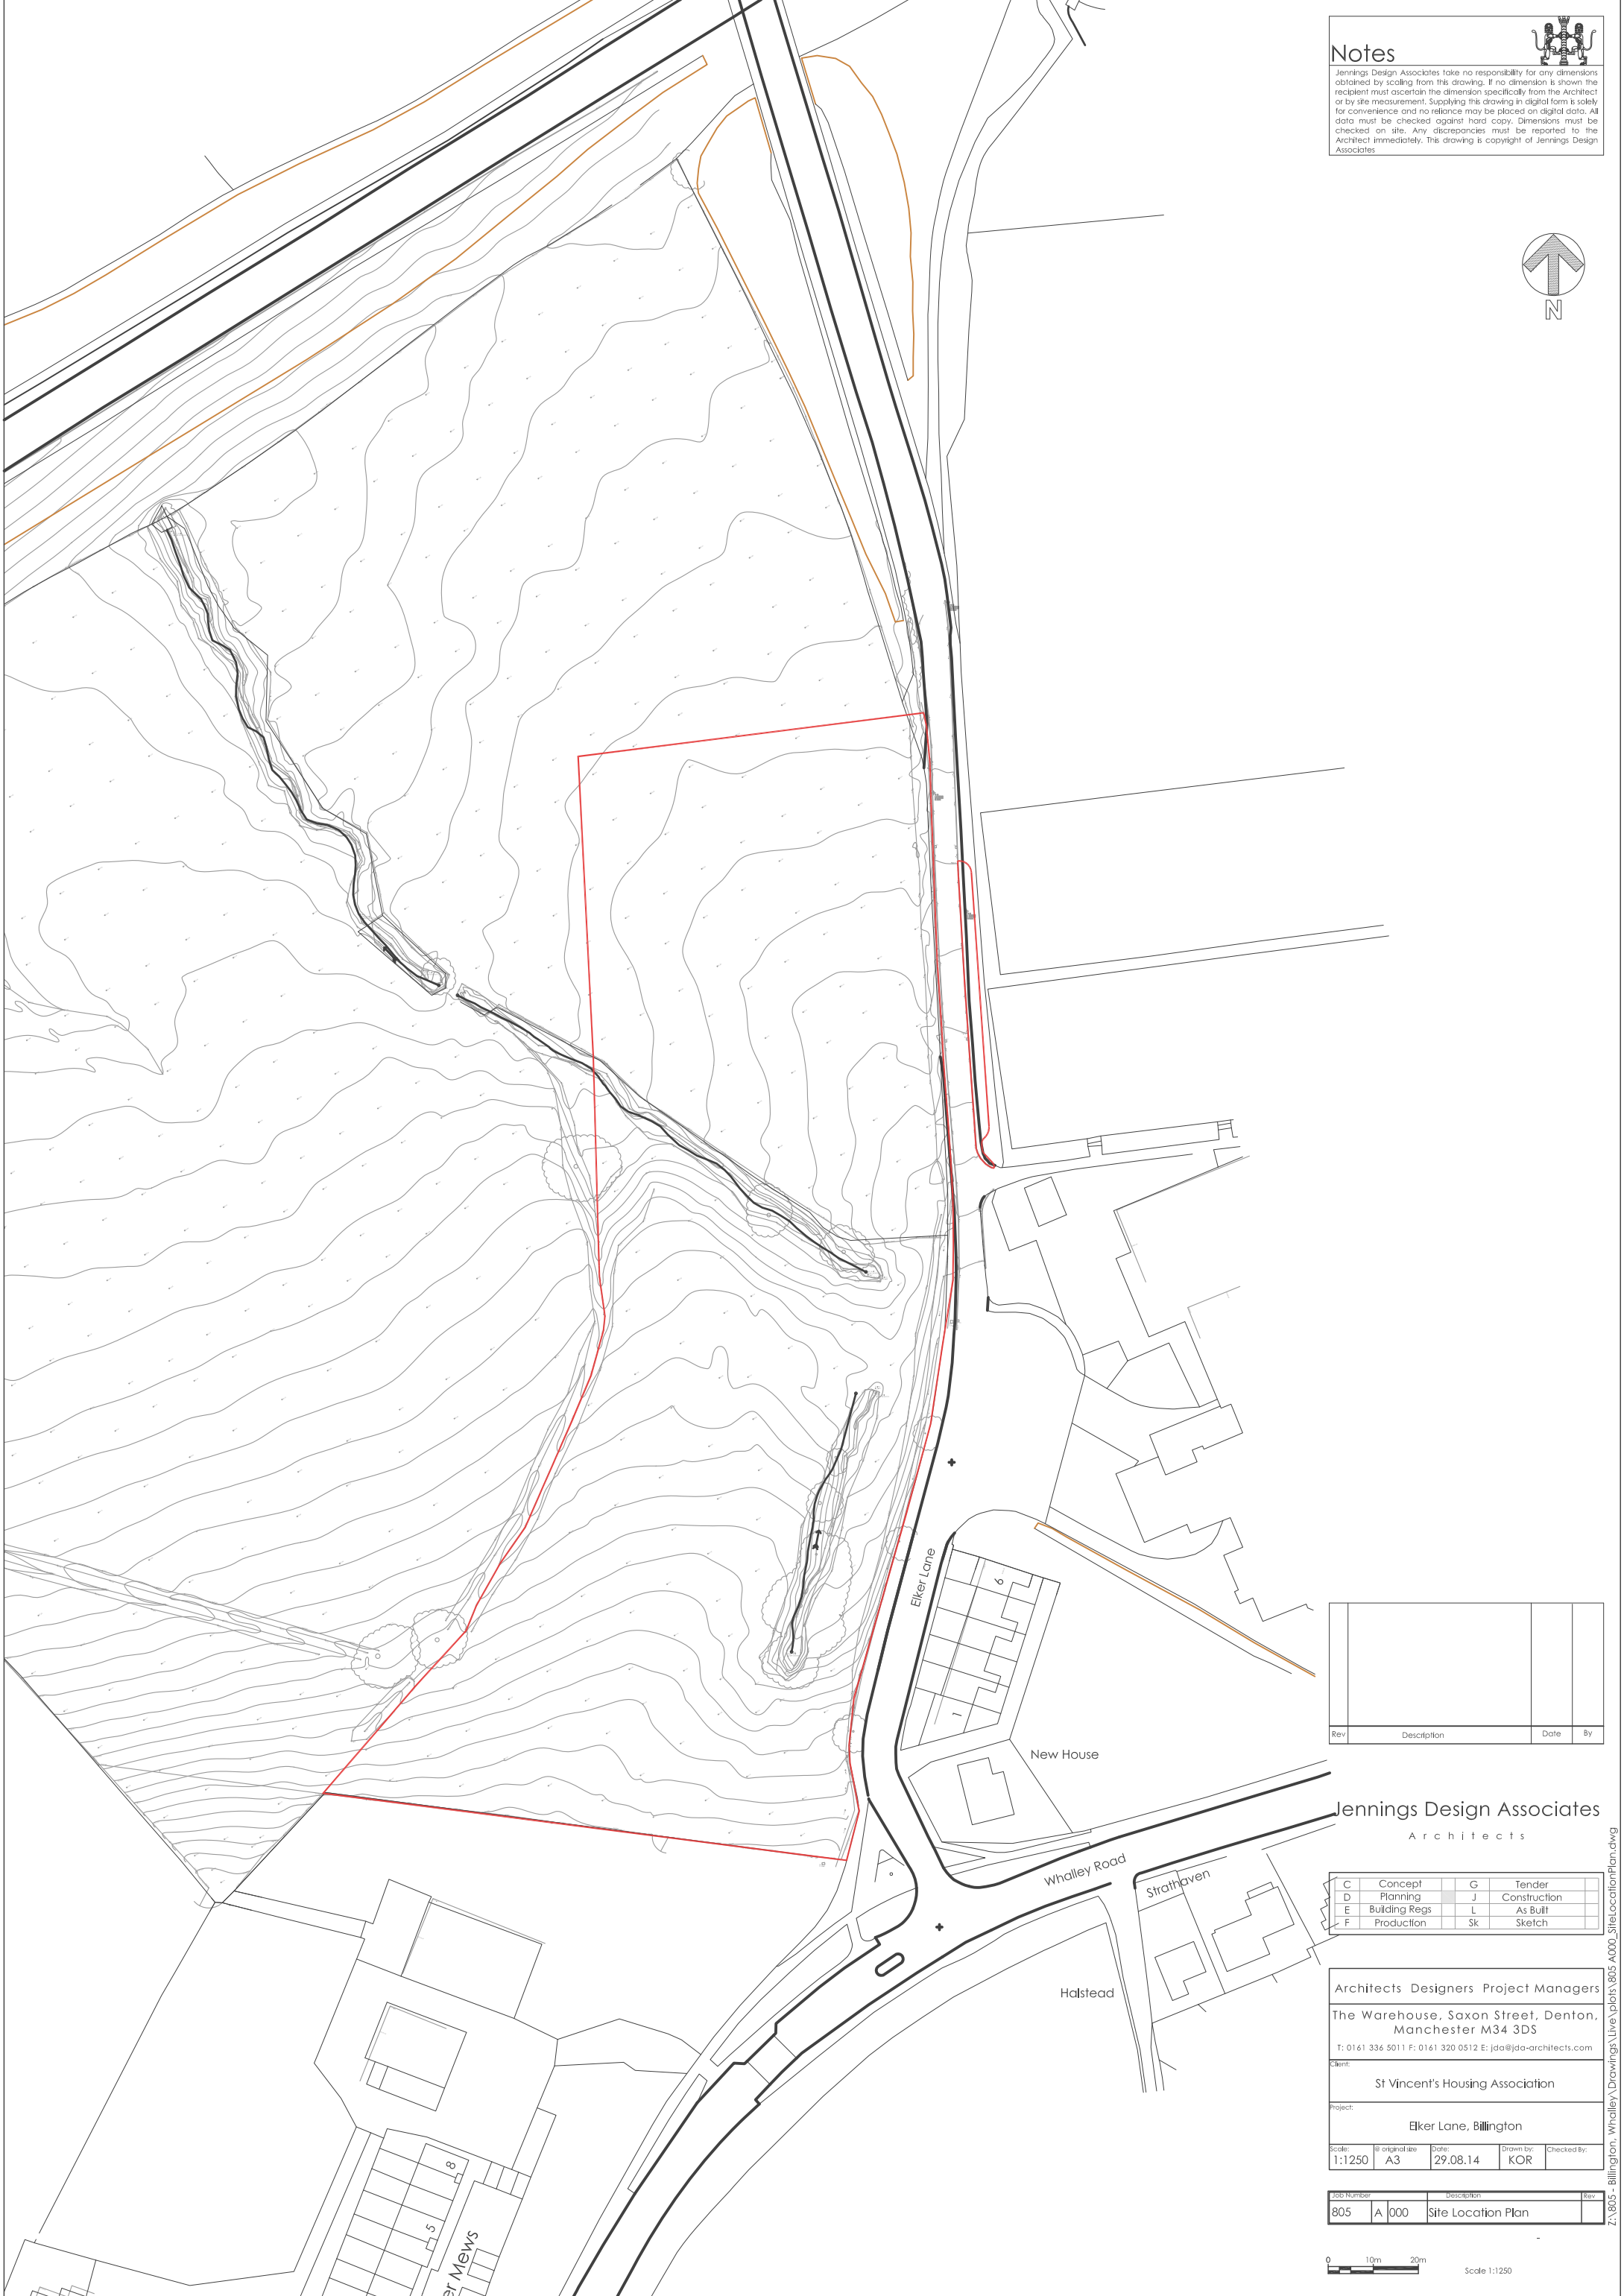 Notes
Jennings Design Associates take no responsibility for any dimensions
obtained by scaling from this drawing. If no dimension is shown the
recipient must ascertain the dimension specifically from the Architect
or by site measurement. Supplying this drawing in digital form is solely
for convenience and no reliance may be placed on digital data. All
data must be checked against hard copy. Dimensions must be
checked on site. Any discrepancies must be reported to the
Architect immediately. This drawing is copyright of Jennings Design
Associates
N
Elker Lane
6
1
New House
Whalley Road
Strathaven
Halstead
8
5
er Mews
Rev Description Date By
Jennings Design Associates
Architects
C Concept G Tender
D Planning J Construction
E Building Regs L As Built
F Production Sk Sketch
Architects Designers Project Managers
The Warehouse, Saxon Street, Denton,
Manchester M34 3DS
T: 0161 336 5011 F: 0161 320 0512 E: jda@jda-architects.com
Client:
St Vincent's Housing Association
Project:
Elker Lane, Billington
Scale: @ original size Date: Drawn by: Checked By:
1:1250 A3 29.08.14 KOR
Job Number Description Rev
805 A 000 Site Location Plan
-
0 10m 20m
Scale 1:1250
Z:\805 - Billington, Whalley\Drawings\Live\plots\805 A000_SiteLocationPlan.dwg